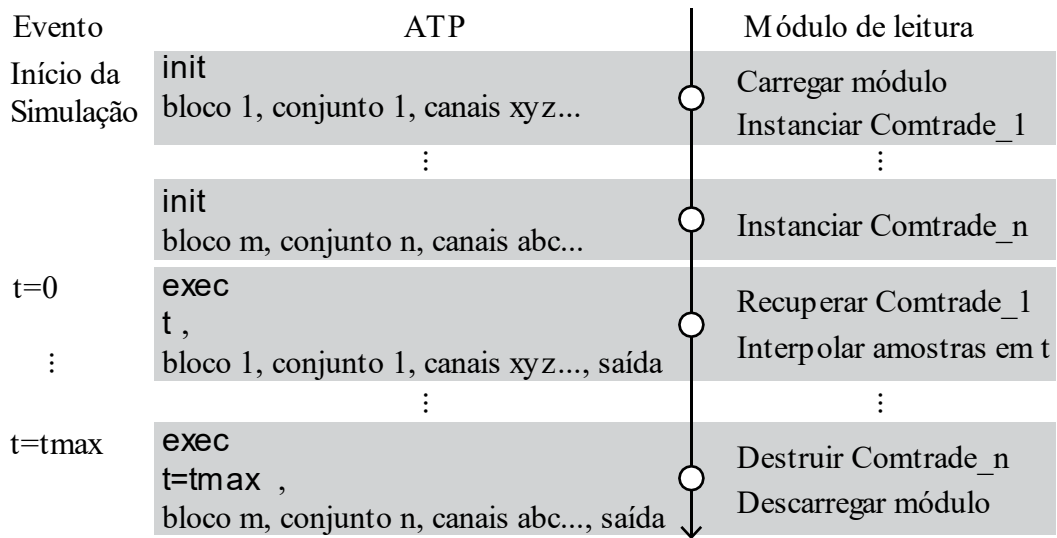 Evento ATP Módulo de leitura
Início da Simulação
init
bloco 1, conjunto 1, canais xyz...
Carregar módulo
Instanciar Comtrade_1
⋮ ⋮
init
bloco m, conjunto n, canais abc...
Instanciar Comtrade_n
t=0
exec
t ,
bloco 1, conjunto 1, canais xyz..., saída
Recuperar Comtrade_1
Interpolar amostras em t
⋮
⋮ ⋮
t=tmax
exec
t=tmax ,
bloco m, conjunto n, canais abc..., saída
Destruir Comtrade_n
Descarregar módulo